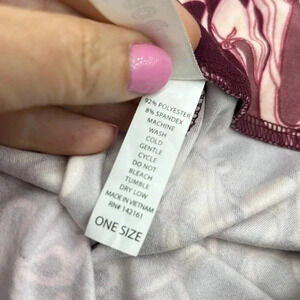 92% POLYESTER
8% SPANDEX
MACHINE
WASH
COLD
GENTLE
CYCLE
DO NOT
BLEACH
TUMBLE
DRY LOW
MADE IN VIETNAM
RN# 142161
ONE SIZE